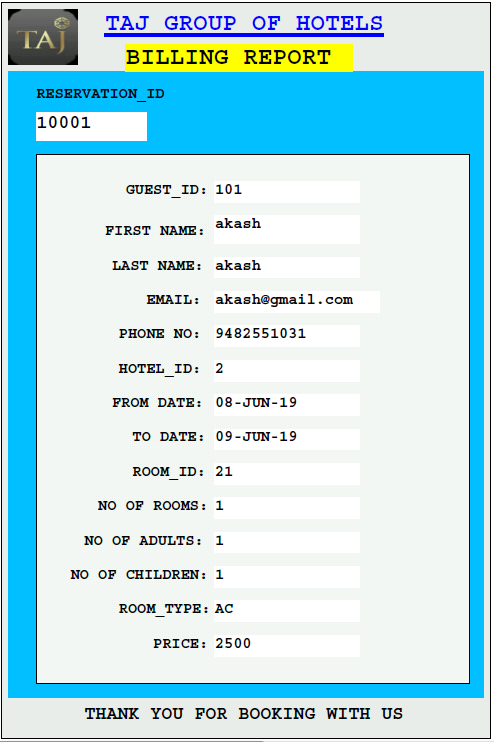 TAJ
TAJ GROUP OF HOTELS
BILLING REPORT
RESERVATION_ID
10001
GUEST_ID: 101
FIRST NAME: akash
LAST NAME: akash
EMAIL: akash@gmail.com
PHONE NO: 9482551031
HOTEL_ID: 2
FROM DATE: 08-JUN-19
TO DATE: 09-JUN-19
ROOM_ID: 21
NO OF ROOMS: 1
NO OF ADULTS: 1
NO OF CHILDREN: 1
ROOM_TYPE: AC
PRICE: 2500
THANK YOU FOR BOOKING WITH US